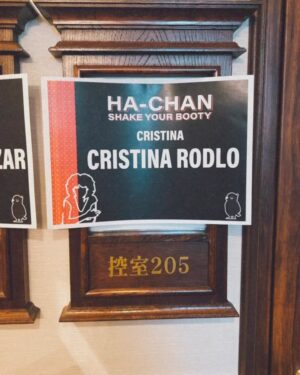 HA-CHAN
SHAKE YOUR BOOTY
CRISTINA
CRISTINA RODLO
ZAR
控室205